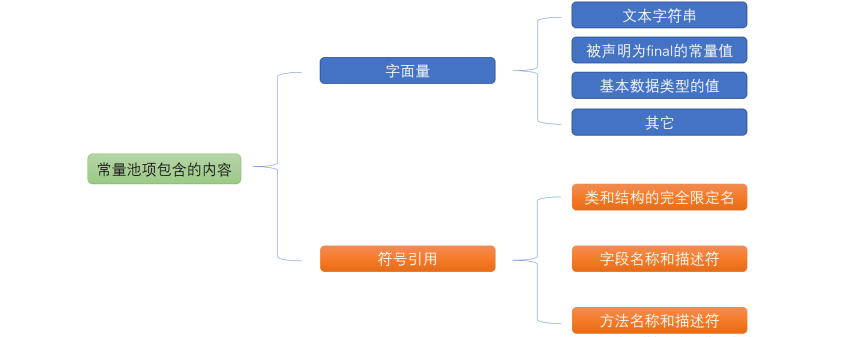 常量池项包含的内容
字面量
文本字符串
被声明为final的常量值
基本数据类型的值
其它
符号引用
类和结构的完全限定名
字段名称和描述符
方法名称和描述符